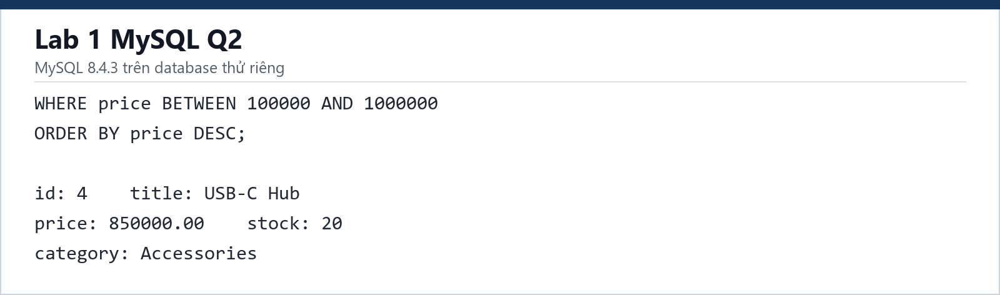 Lab 1 MySQL Q2
MySQL 8.4.3 trên database thử riêng
WHERE price BETWEEN 100000 AND 1000000
ORDER BY price DESC;
id: 4    title: USB-C Hub
price: 850000.00    stock: 20
category: Accessories